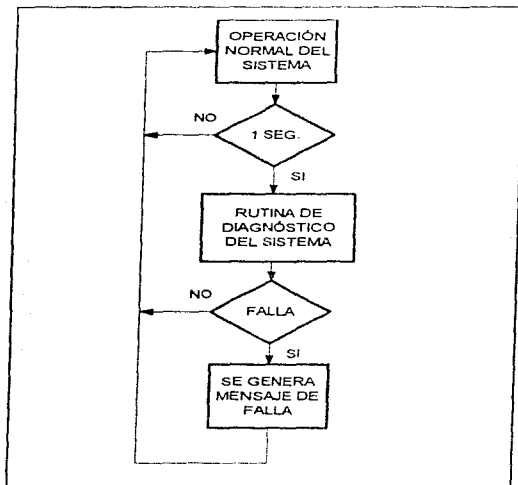 OPERACIÓN
NORMAL DEL
SISTEMA
NO
1 SEG.
SI
RUTINA DE
DIAGNÓSTICO
DEL SISTEMA
NO
FALLA
SI
SE GENERA
MENSAJE DE
FALLA